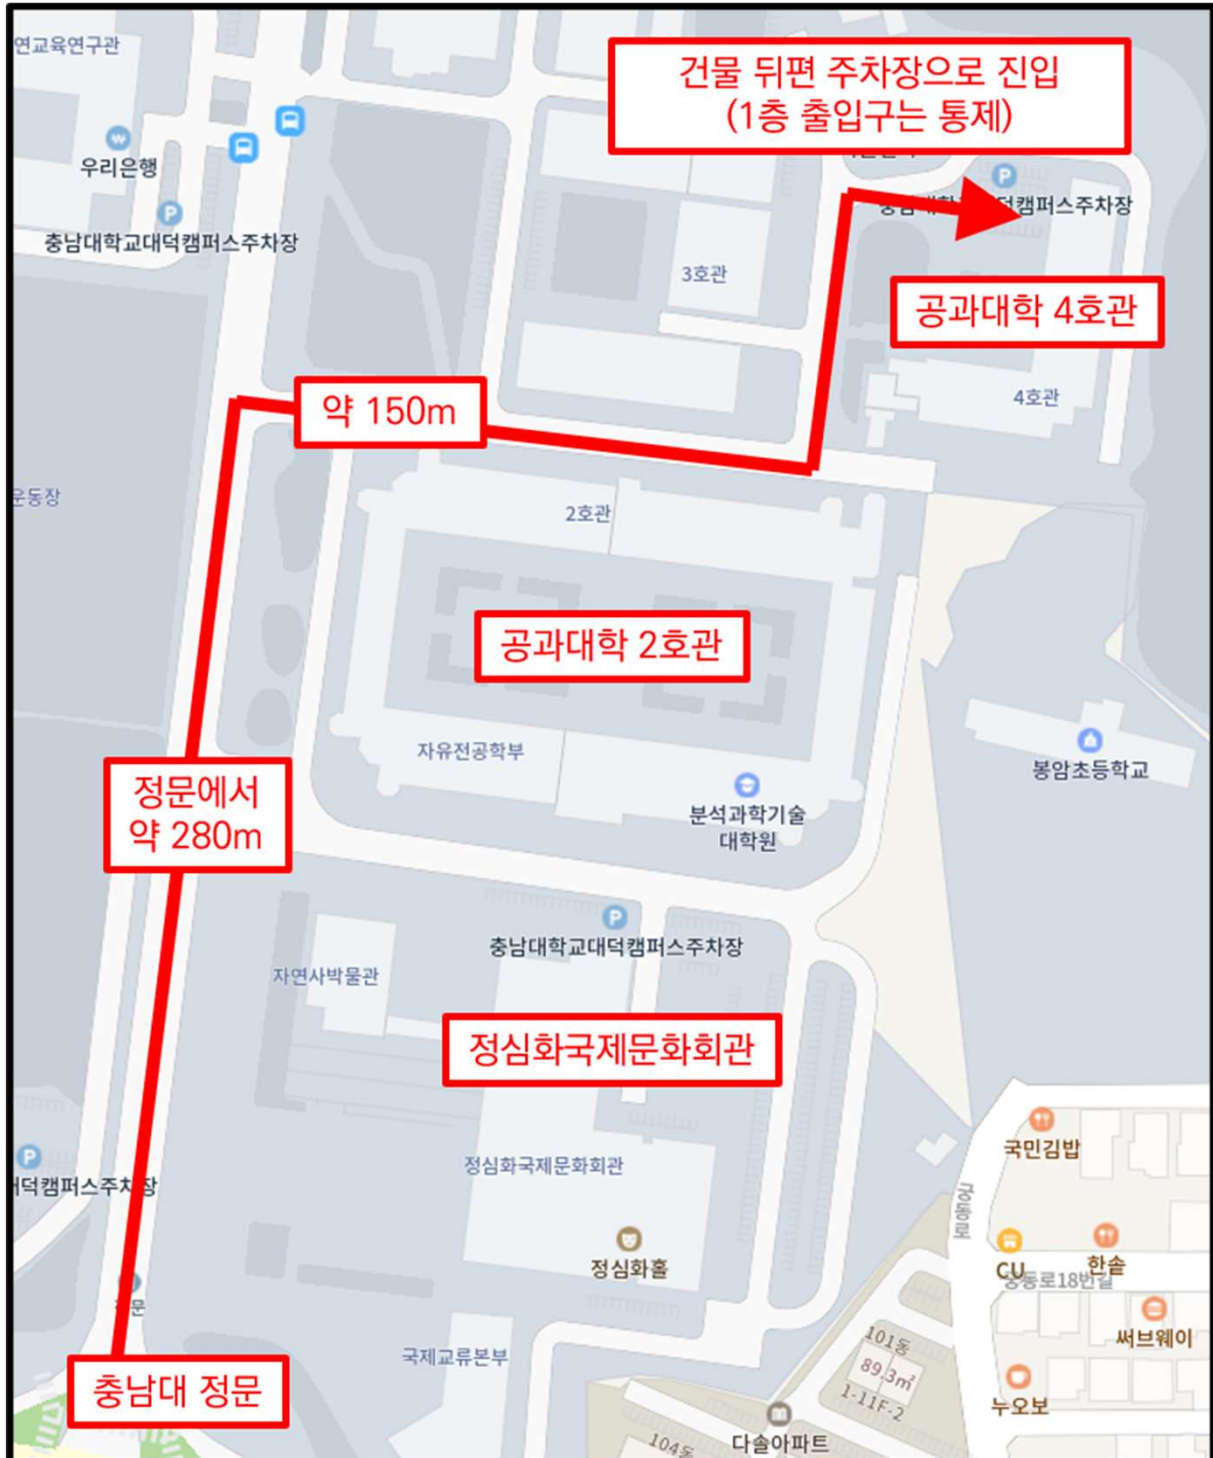 연교육연구관
건물 뒤편 주차장으로 진입
(1층 출입구는 통제)
우리은행
충남대학교대덕캠퍼스주차장
덕캠퍼스주차장
3호관
공과대학 4호관
약 150m
4호관
운동장
2호관
공과대학 2호관
자유전공학부
봉암초등학교
정문에서
약 280m
분석과학기술
대학원
충남대학교대덕캠퍼스주차장
자연사박물관
정심화국제문화회관
국민김밥
정심화국제문화회관
덕캠퍼스주차장
궁동로
정심화홀
CU
한솥
궁동로18번길
써브웨이
국제교류본부
101동
89.3㎡
1-11F-2
충남대 정문
누오보
104동
다솔아파트